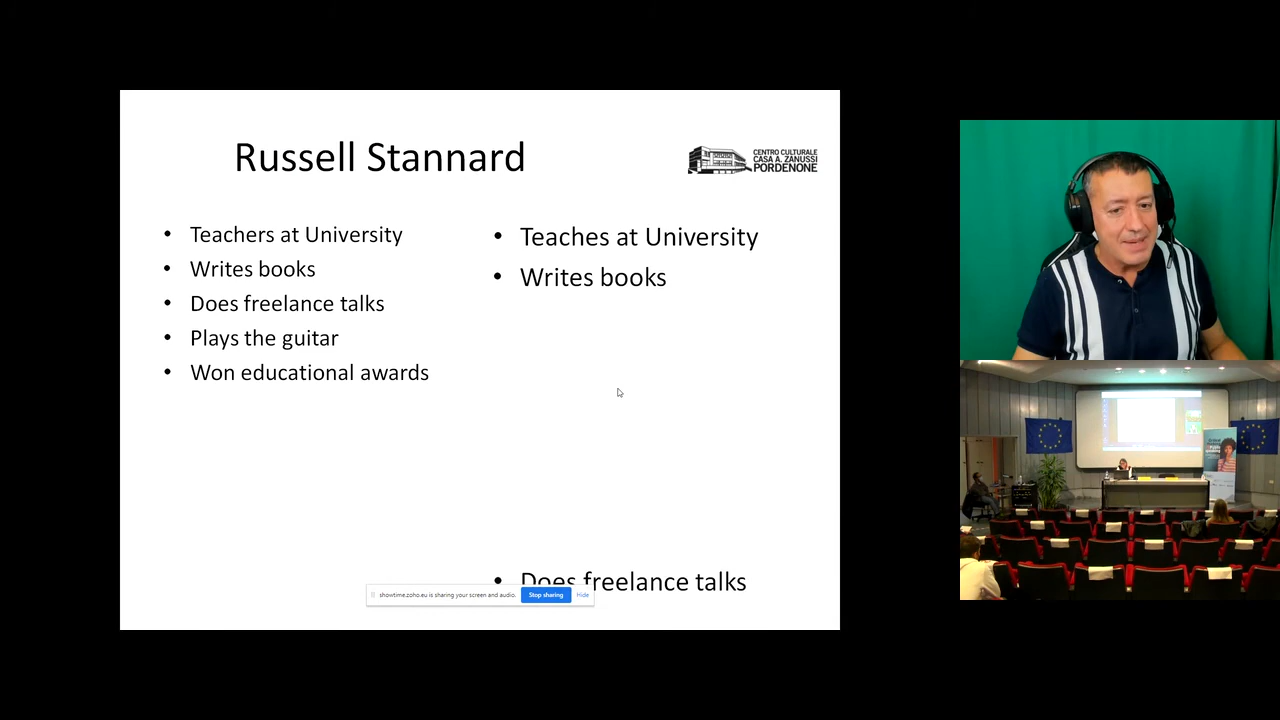 Russell Stannard
CENTRO CULTURALE
CASA A. ZANUSSI
PORDENONE
• Teachers at University
• Writes books
• Does freelance talks
• Plays the guitar
• Won educational awards
• Teaches at University
• Writes books
• Does freelance talks
showtime.zoho.eu is sharing your screen and audio.
Stop sharing
Hide